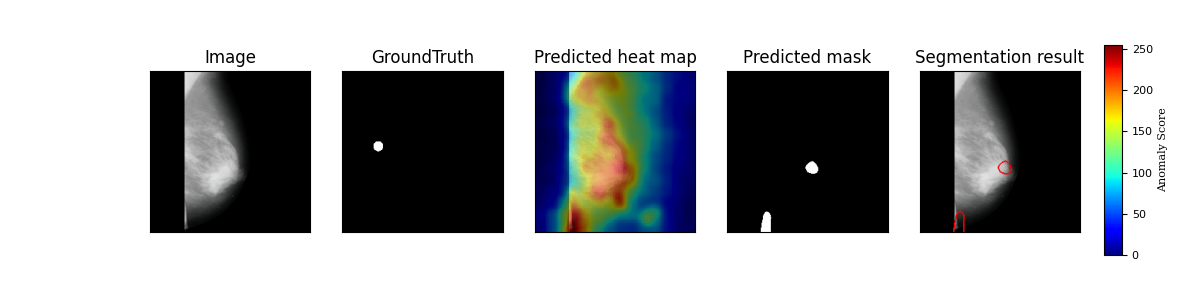 Image
GroundTruth
Predicted heat map
Predicted mask
Segmentation result
250
200
150
100
50
0
Anomaly Score